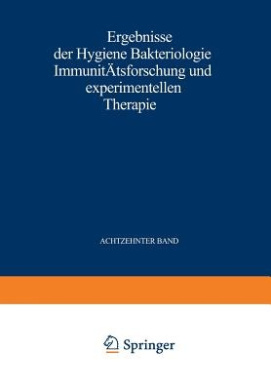 Ergebnisse
der Hygiene Bakteriologie
ImmunitÄtsforschung und
experimentellen
Therapie
ACHTZEHNTER BAND
Springer